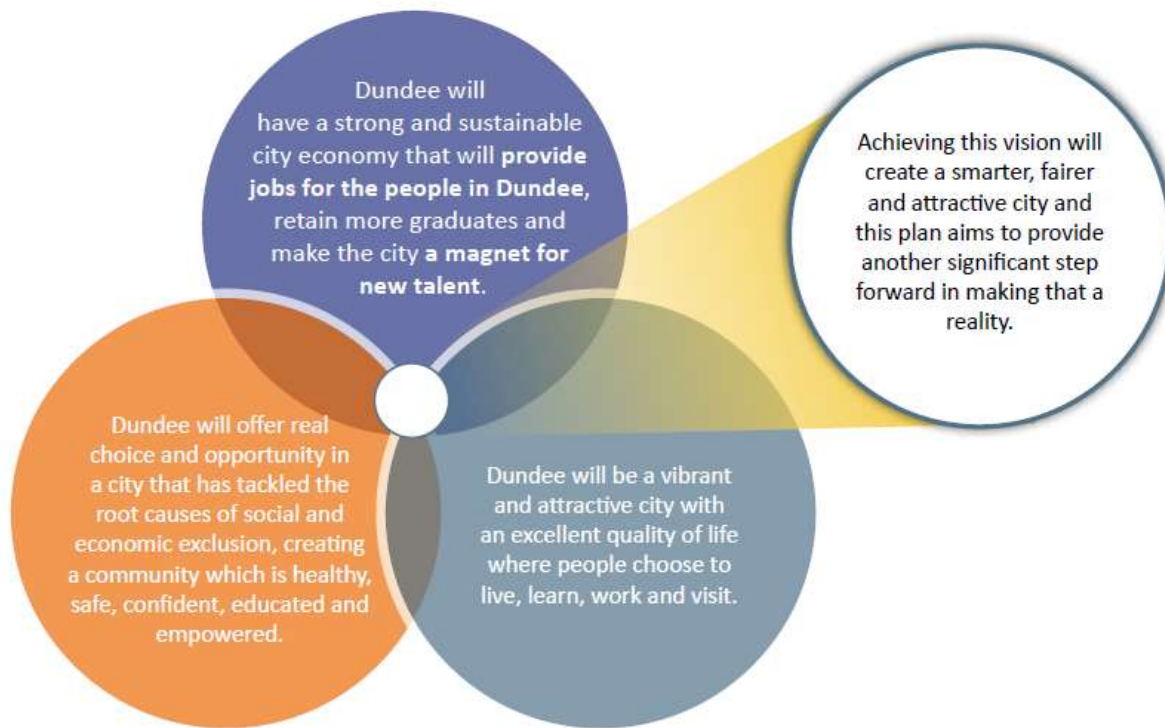 Dundee will
have a strong and sustainable
city economy that will provide
jobs for the people in Dundee,
retain more graduates and
make the city a magnet for
new talent.
Achieving this vision will
create a smarter, fairer
and attractive city and
this plan aims to provide
another significant step
forward in making that a
reality.
Dundee will offer real
choice and opportunity in
a city that has tackled the
root causes of social and
economic exclusion, creating
a community which is healthy,
safe, confident, educated and
empowered.
Dundee will be a vibrant
and attractive city with
an excellent quality of life
where people choose to
live, learn, work and visit.